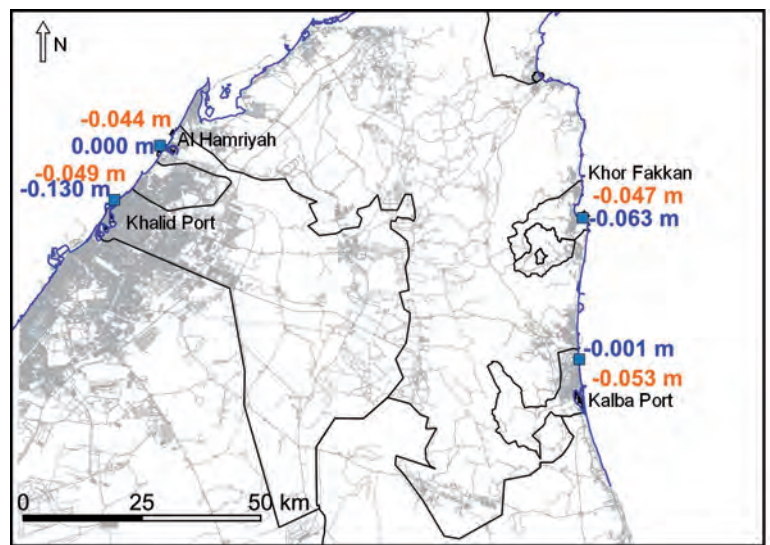 N
-0.044 m
Al Hamriyah
0.000 m
-0.049 m
-0.130 m
Khalid Port
Khor Fakkan
-0.047 m
-0.063 m
-0.001 m
-0.053 m
Kalba Port
0 25 50 km